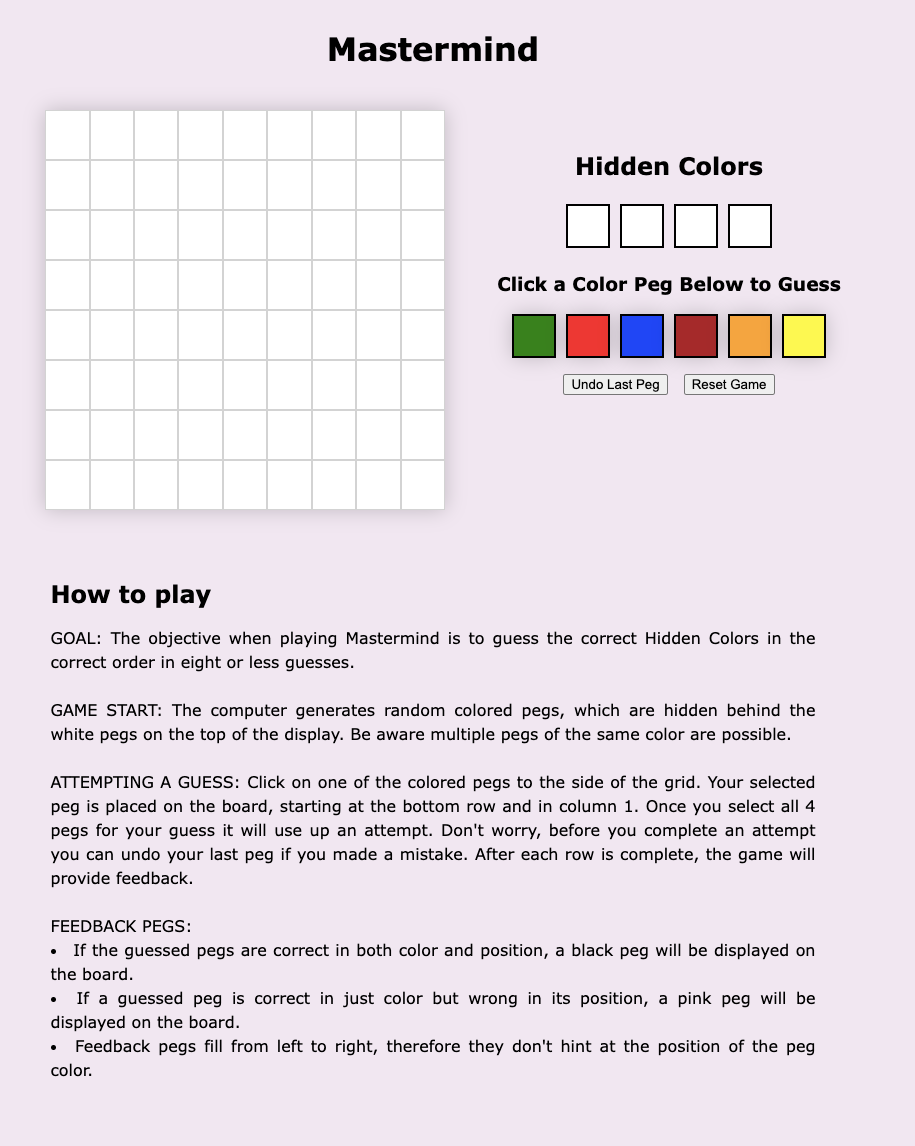 Mastermind
Hidden Colors
Click a Color Peg Below to Guess
Undo Last Peg
Reset Game
How to play
GOAL: The objective when playing Mastermind is to guess the correct Hidden Colors in the
correct order in eight or less guesses.
GAME START: The computer generates random colored pegs, which are hidden behind the
white pegs on the top of the display. Be aware multiple pegs of the same color are possible.
ATTEMPTING A GUESS: Click on one of the colored pegs to the side of the grid. Your selected
peg is placed on the board, starting at the bottom row and in column 1. Once you select all 4
pegs for your guess it will use up an attempt. Don't worry, before you complete an attempt
you can undo your last peg if you made a mistake. After each row is complete, the game will
provide feedback.
FEEDBACK PEGS:
• If the guessed pegs are correct in both color and position, a black peg will be displayed on
the board.
• If a guessed peg is correct in just color but wrong in its position, a pink peg will be
displayed on the board.
• Feedback pegs fill from left to right, therefore they don't hint at the position of the peg
color.